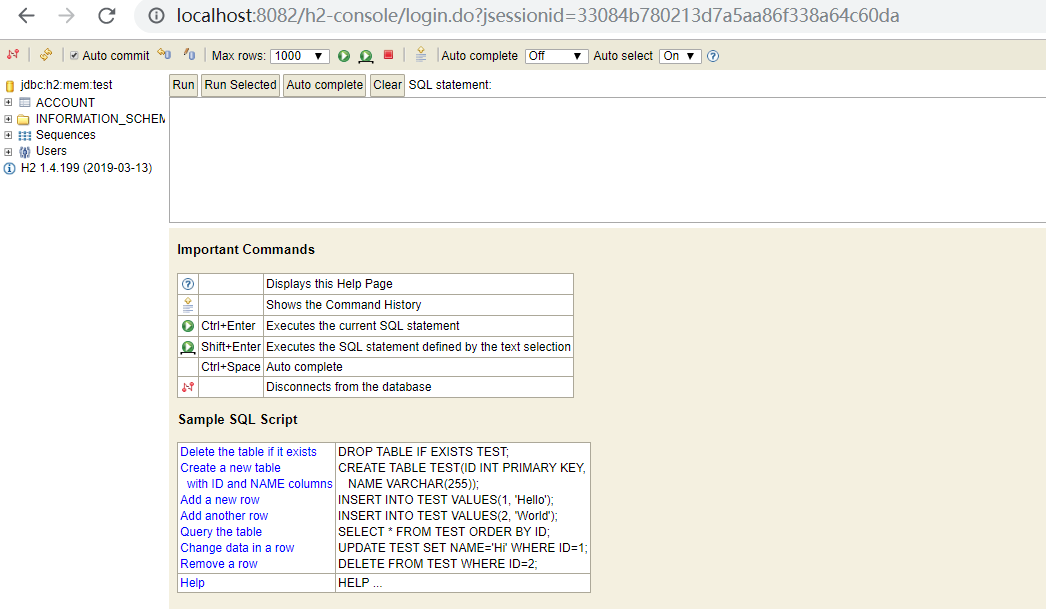 localhost:8082/h2-console/login.do?jsessionid=33084b780213d7a5aa86f338a64c60da
Auto commit Max rows: 1000 Auto complete Off Auto select On
jdbc:h2:mem:test
ACCOUNT
INFORMATION_SCHEM
Sequences
Users
H2 1.4.199 (2019-03-13)
Run Run Selected Auto complete Clear SQL statement:
Important Commands
Displays this Help Page
Shows the Command History
Ctrl+Enter Executes the current SQL statement
Shift+Enter Executes the SQL statement defined by the text selection
Ctrl+Space Auto complete
Disconnects from the database
Sample SQL Script
Delete the table if it exists DROP TABLE IF EXISTS TEST;
Create a new table CREATE TABLE TEST(ID INT PRIMARY KEY,
with ID and NAME columns NAME VARCHAR(255));
Add a new row INSERT INTO TEST VALUES(1, 'Hello');
Add another row INSERT INTO TEST VALUES(2, 'World');
Query the table SELECT * FROM TEST ORDER BY ID;
Change data in a row UPDATE TEST SET NAME='Hi' WHERE ID=1;
Remove a row DELETE FROM TEST WHERE ID=2;
Help HELP ...